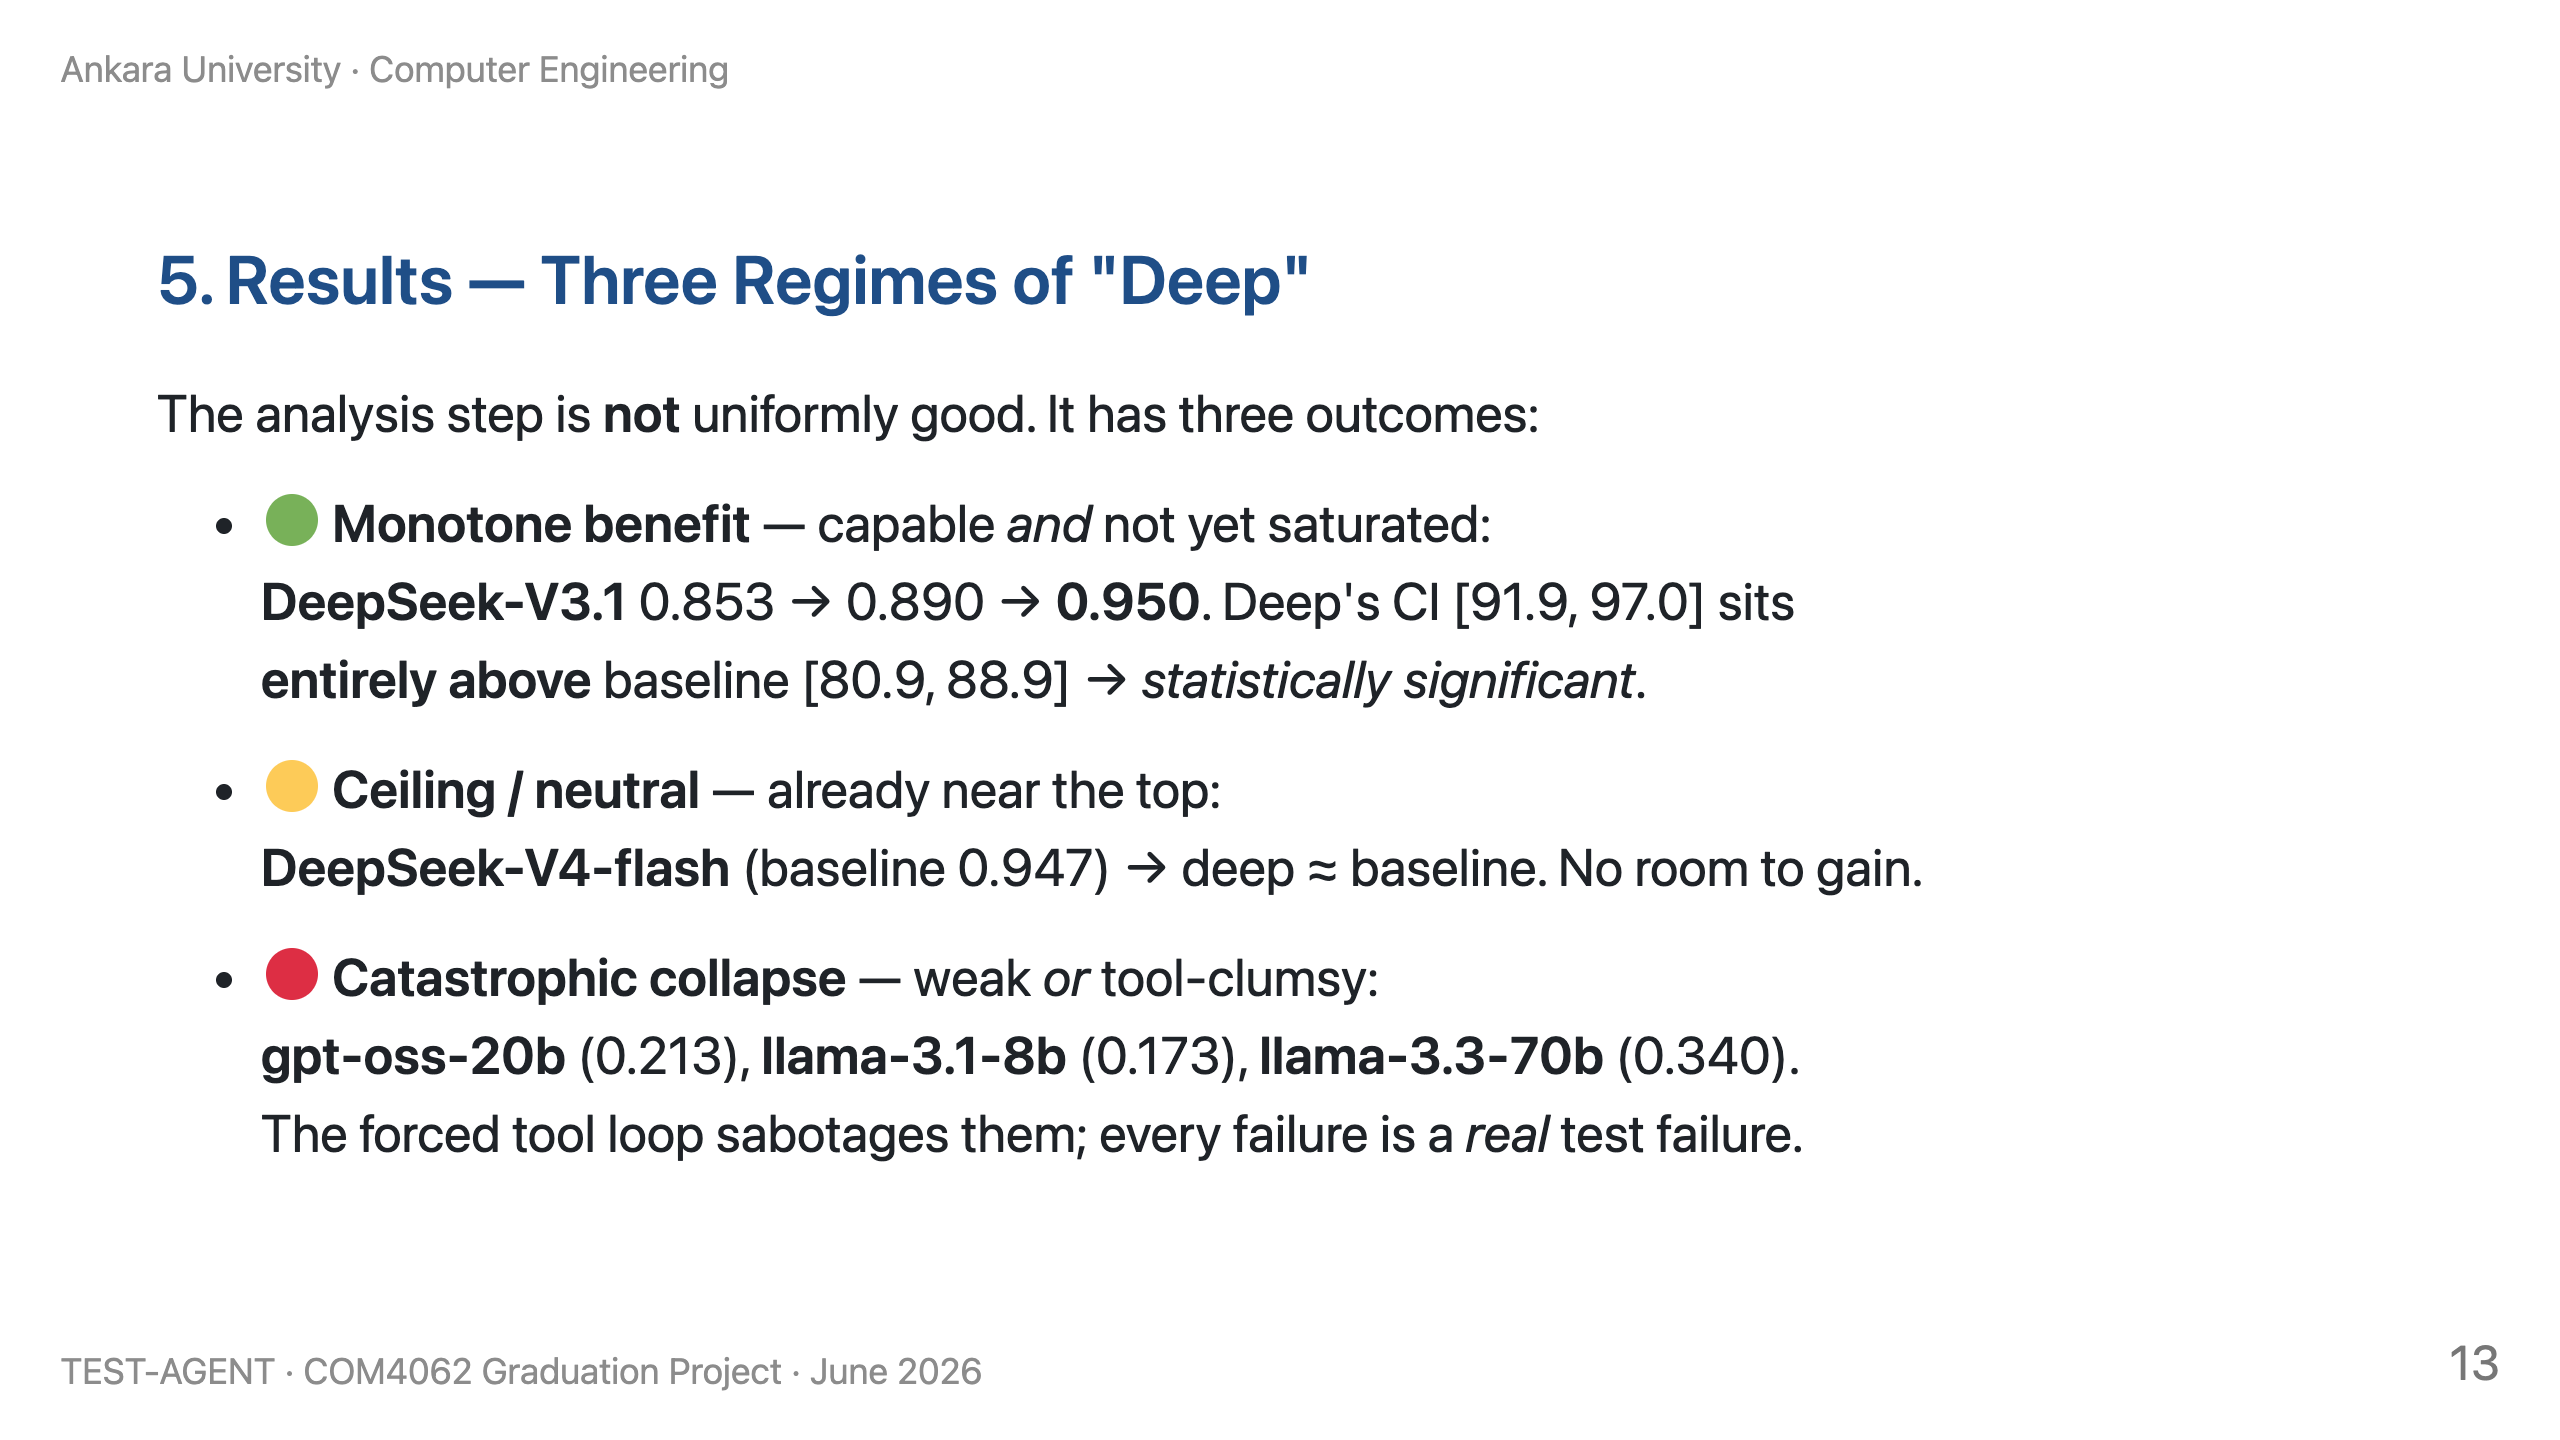 Ankara University · Computer Engineering
5. Results — Three Regimes of "Deep"
The analysis step is not uniformly good. It has three outcomes:
• 🟢 Monotone benefit — capable and not yet saturated:
DeepSeek-V3.1 0.853 → 0.890 → 0.950. Deep's CI [91.9, 97.0] sits
entirely above baseline [80.9, 88.9] → statistically significant.
• 🟡 Ceiling / neutral — already near the top:
DeepSeek-V4-flash (baseline 0.947) → deep ≈ baseline. No room to gain.
• 🔴 Catastrophic collapse — weak or tool-clumsy:
gpt-oss-20b (0.213), llama-3.1-8b (0.173), llama-3.3-70b (0.340).
The forced tool loop sabotages them; every failure is a real test failure.
TEST-AGENT · COM4062 Graduation Project · June 2026
13